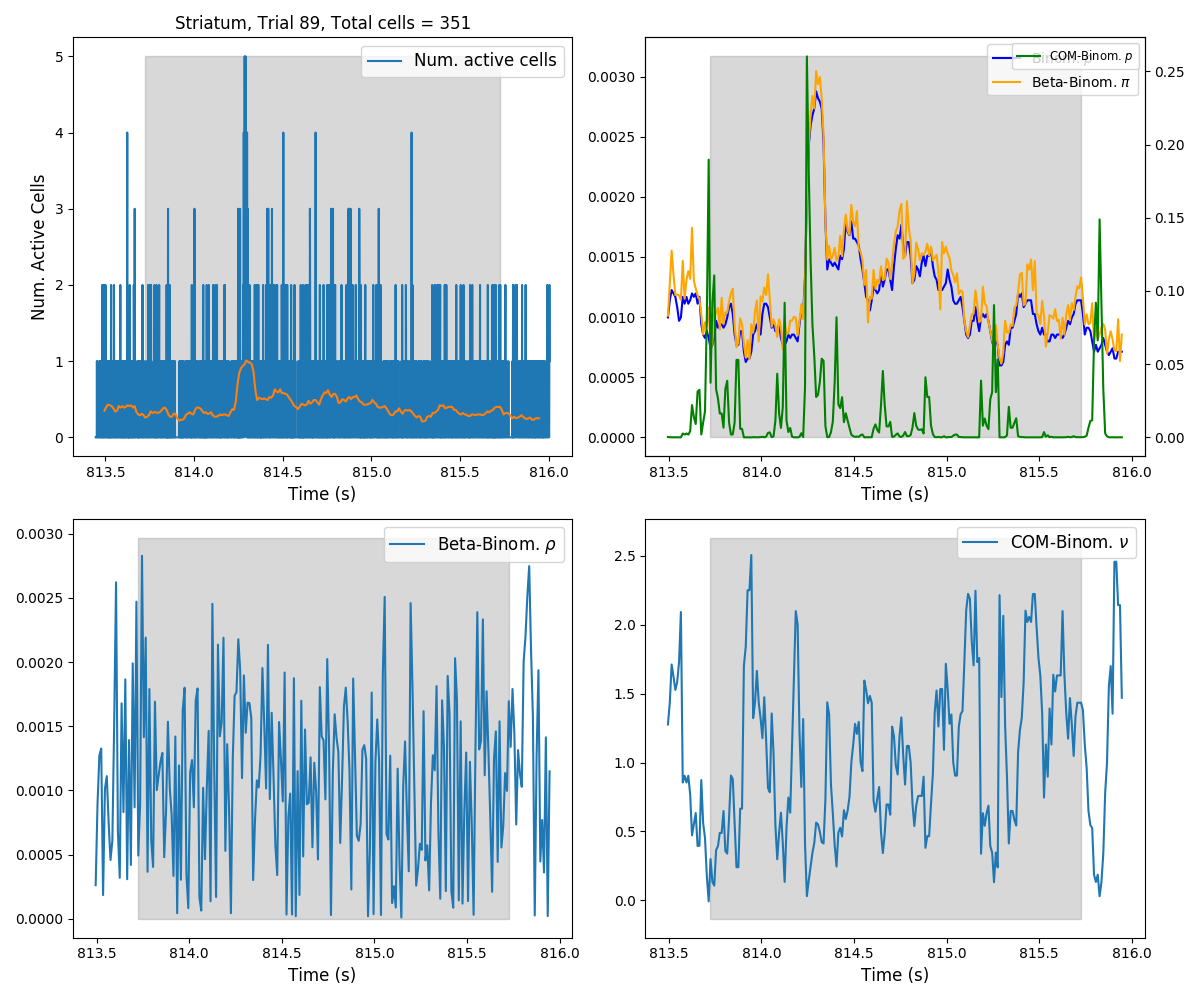 Striatum, Trial 89, Total cells = 351
Num. active cells
Num. Active Cells
5
4
3
2
1
0
813.5 814.0 814.5 815.0 815.5 816.0
Time (s)
COM-Binom. p
Beta-Binom. π
0.0030
0.0025
0.0020
0.0015
0.0010
0.0005
0.0000
0.25
0.20
0.15
0.10
0.05
0.00
813.5 814.0 814.5 815.0 815.5 816.0
Time (s)
Beta-Binom. ρ
0.0030
0.0025
0.0020
0.0015
0.0010
0.0005
0.0000
813.5 814.0 814.5 815.0 815.5 816.0
Time (s)
COM-Binom. ν
2.5
2.0
1.5
1.0
0.5
0.0
813.5 814.0 814.5 815.0 815.5 816.0
Time (s)